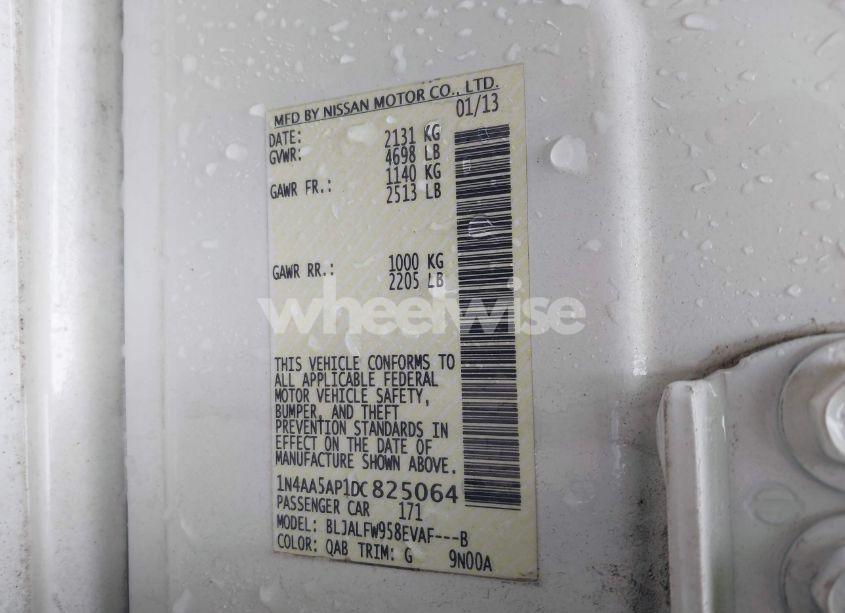 MFD BY NISSAN MOTOR CO., LTD.
01/13
DATE: 2131 KG
GVWR: 4698 LB
1140 KG
GAWR FR.: 2513 LB
1000 KG
GAWR RR.: 2205 LB
wheelwise
THIS VEHICLE CONFORMS TO
ALL APPLICABLE FEDERAL
MOTOR VEHICLE SAFETY,
BUMPER, AND THEFT
PREVENTION STANDARDS IN
EFFECT ON THE DATE OF
MANUFACTURE SHOWN ABOVE.
1N4AA5AP1DC825064
PASSENGER CAR 171
MODEL: BLJALFW958EVAF---B
COLOR: QAB TRIM: G 9N00A